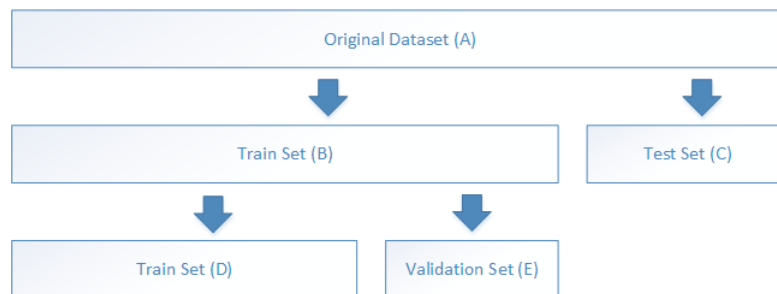 Original Dataset (A)
Train Set (B)
Test Set (C)
Train Set (D)
Validation Set (E)